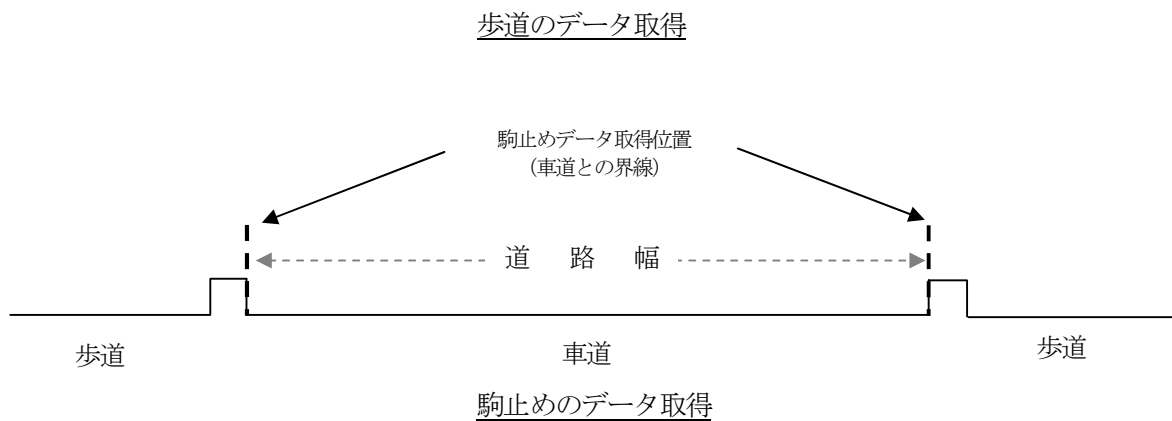 歩道のデータ取得
駒止めデータ取得位置
(車道との界線)
道 路 幅
歩道
車道
歩道
駒止めのデータ取得